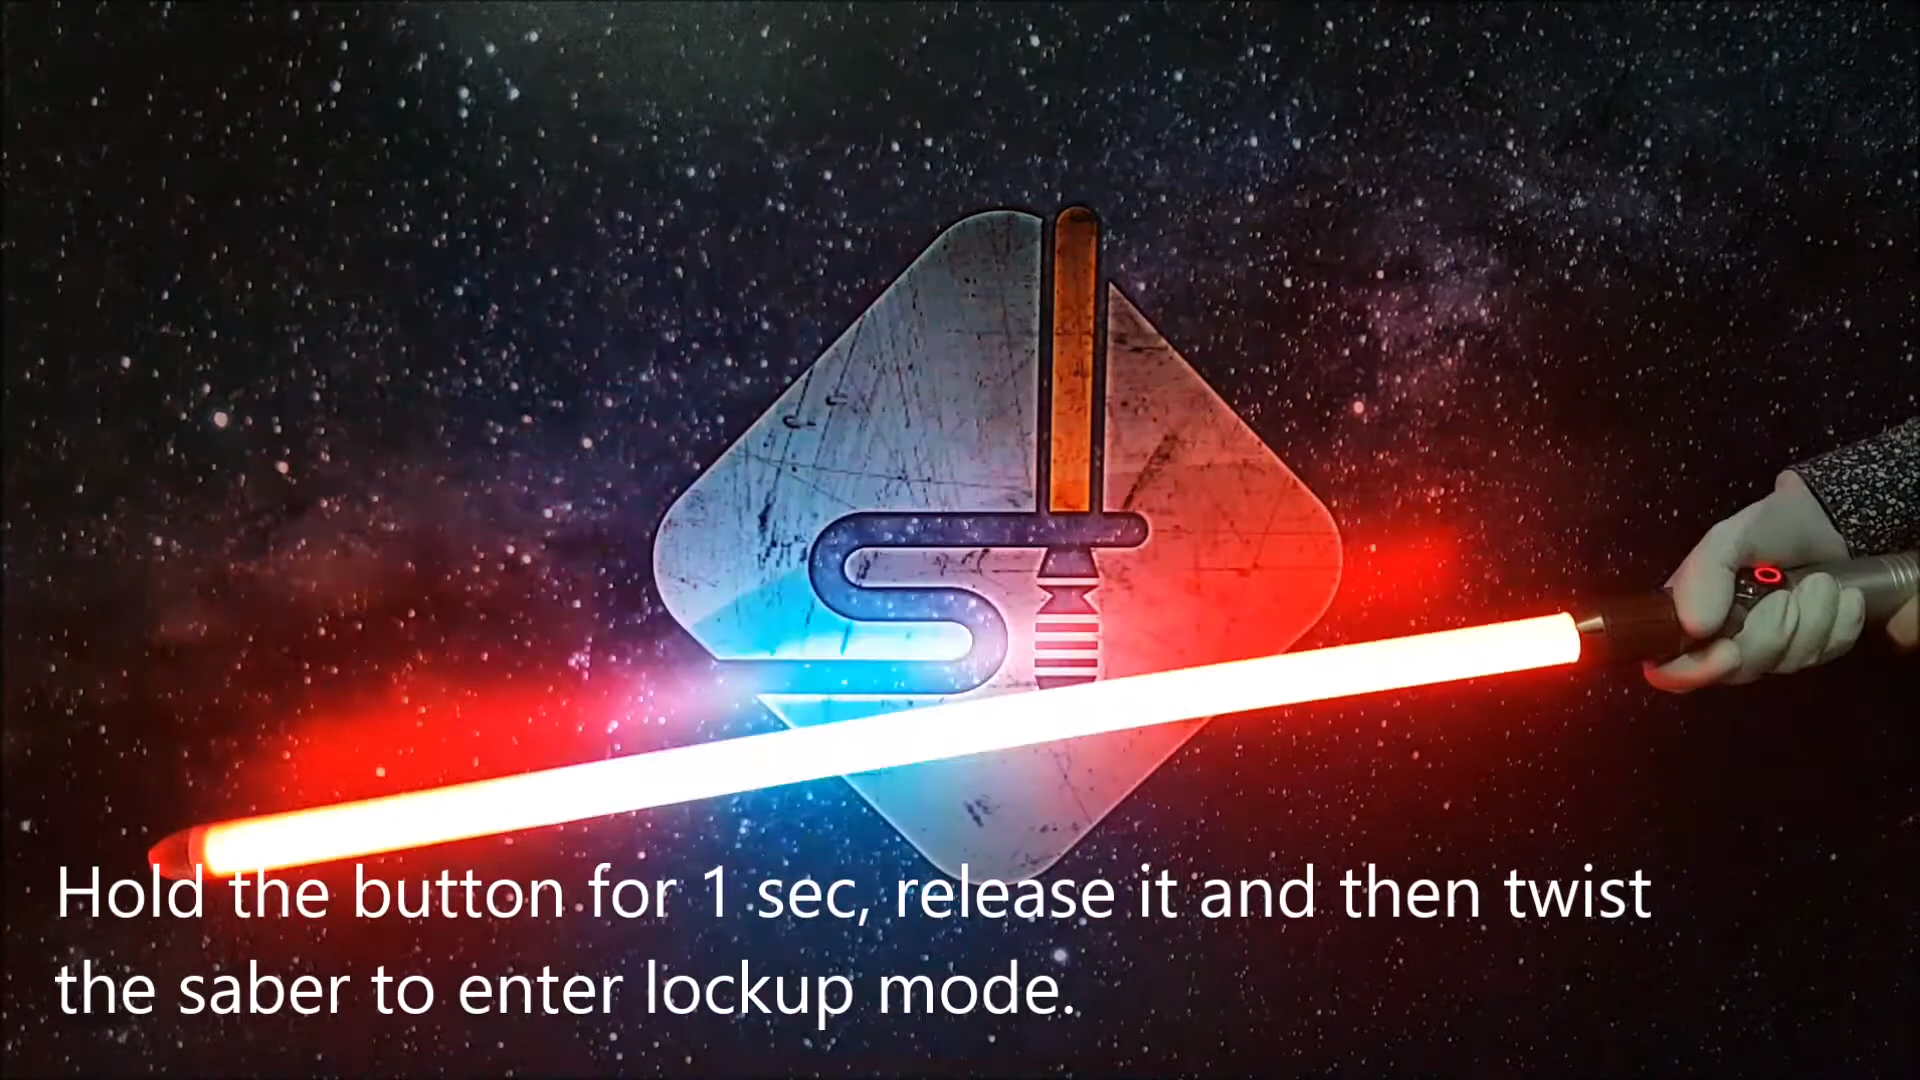 Hold the button for 1 sec, release it and then twist
the saber to enter lockup mode.